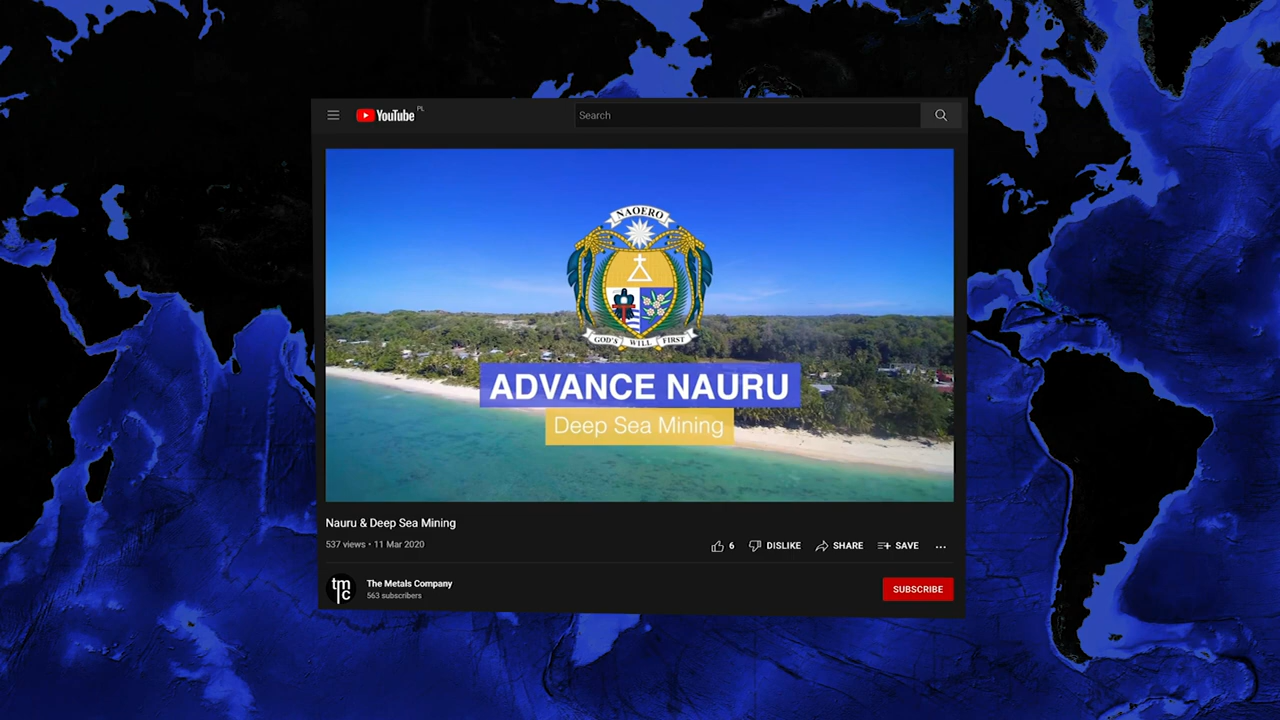 YouTube PL
Search
NAOERO
GOD'S WILL FIRST
ADVANCE NAURU
Deep Sea Mining
Nauru & Deep Sea Mining
537 views • 11 Mar 2020
6 DISLIKE SHARE SAVE
tmc
The Metals Company
563 subscribers
SUBSCRIBE